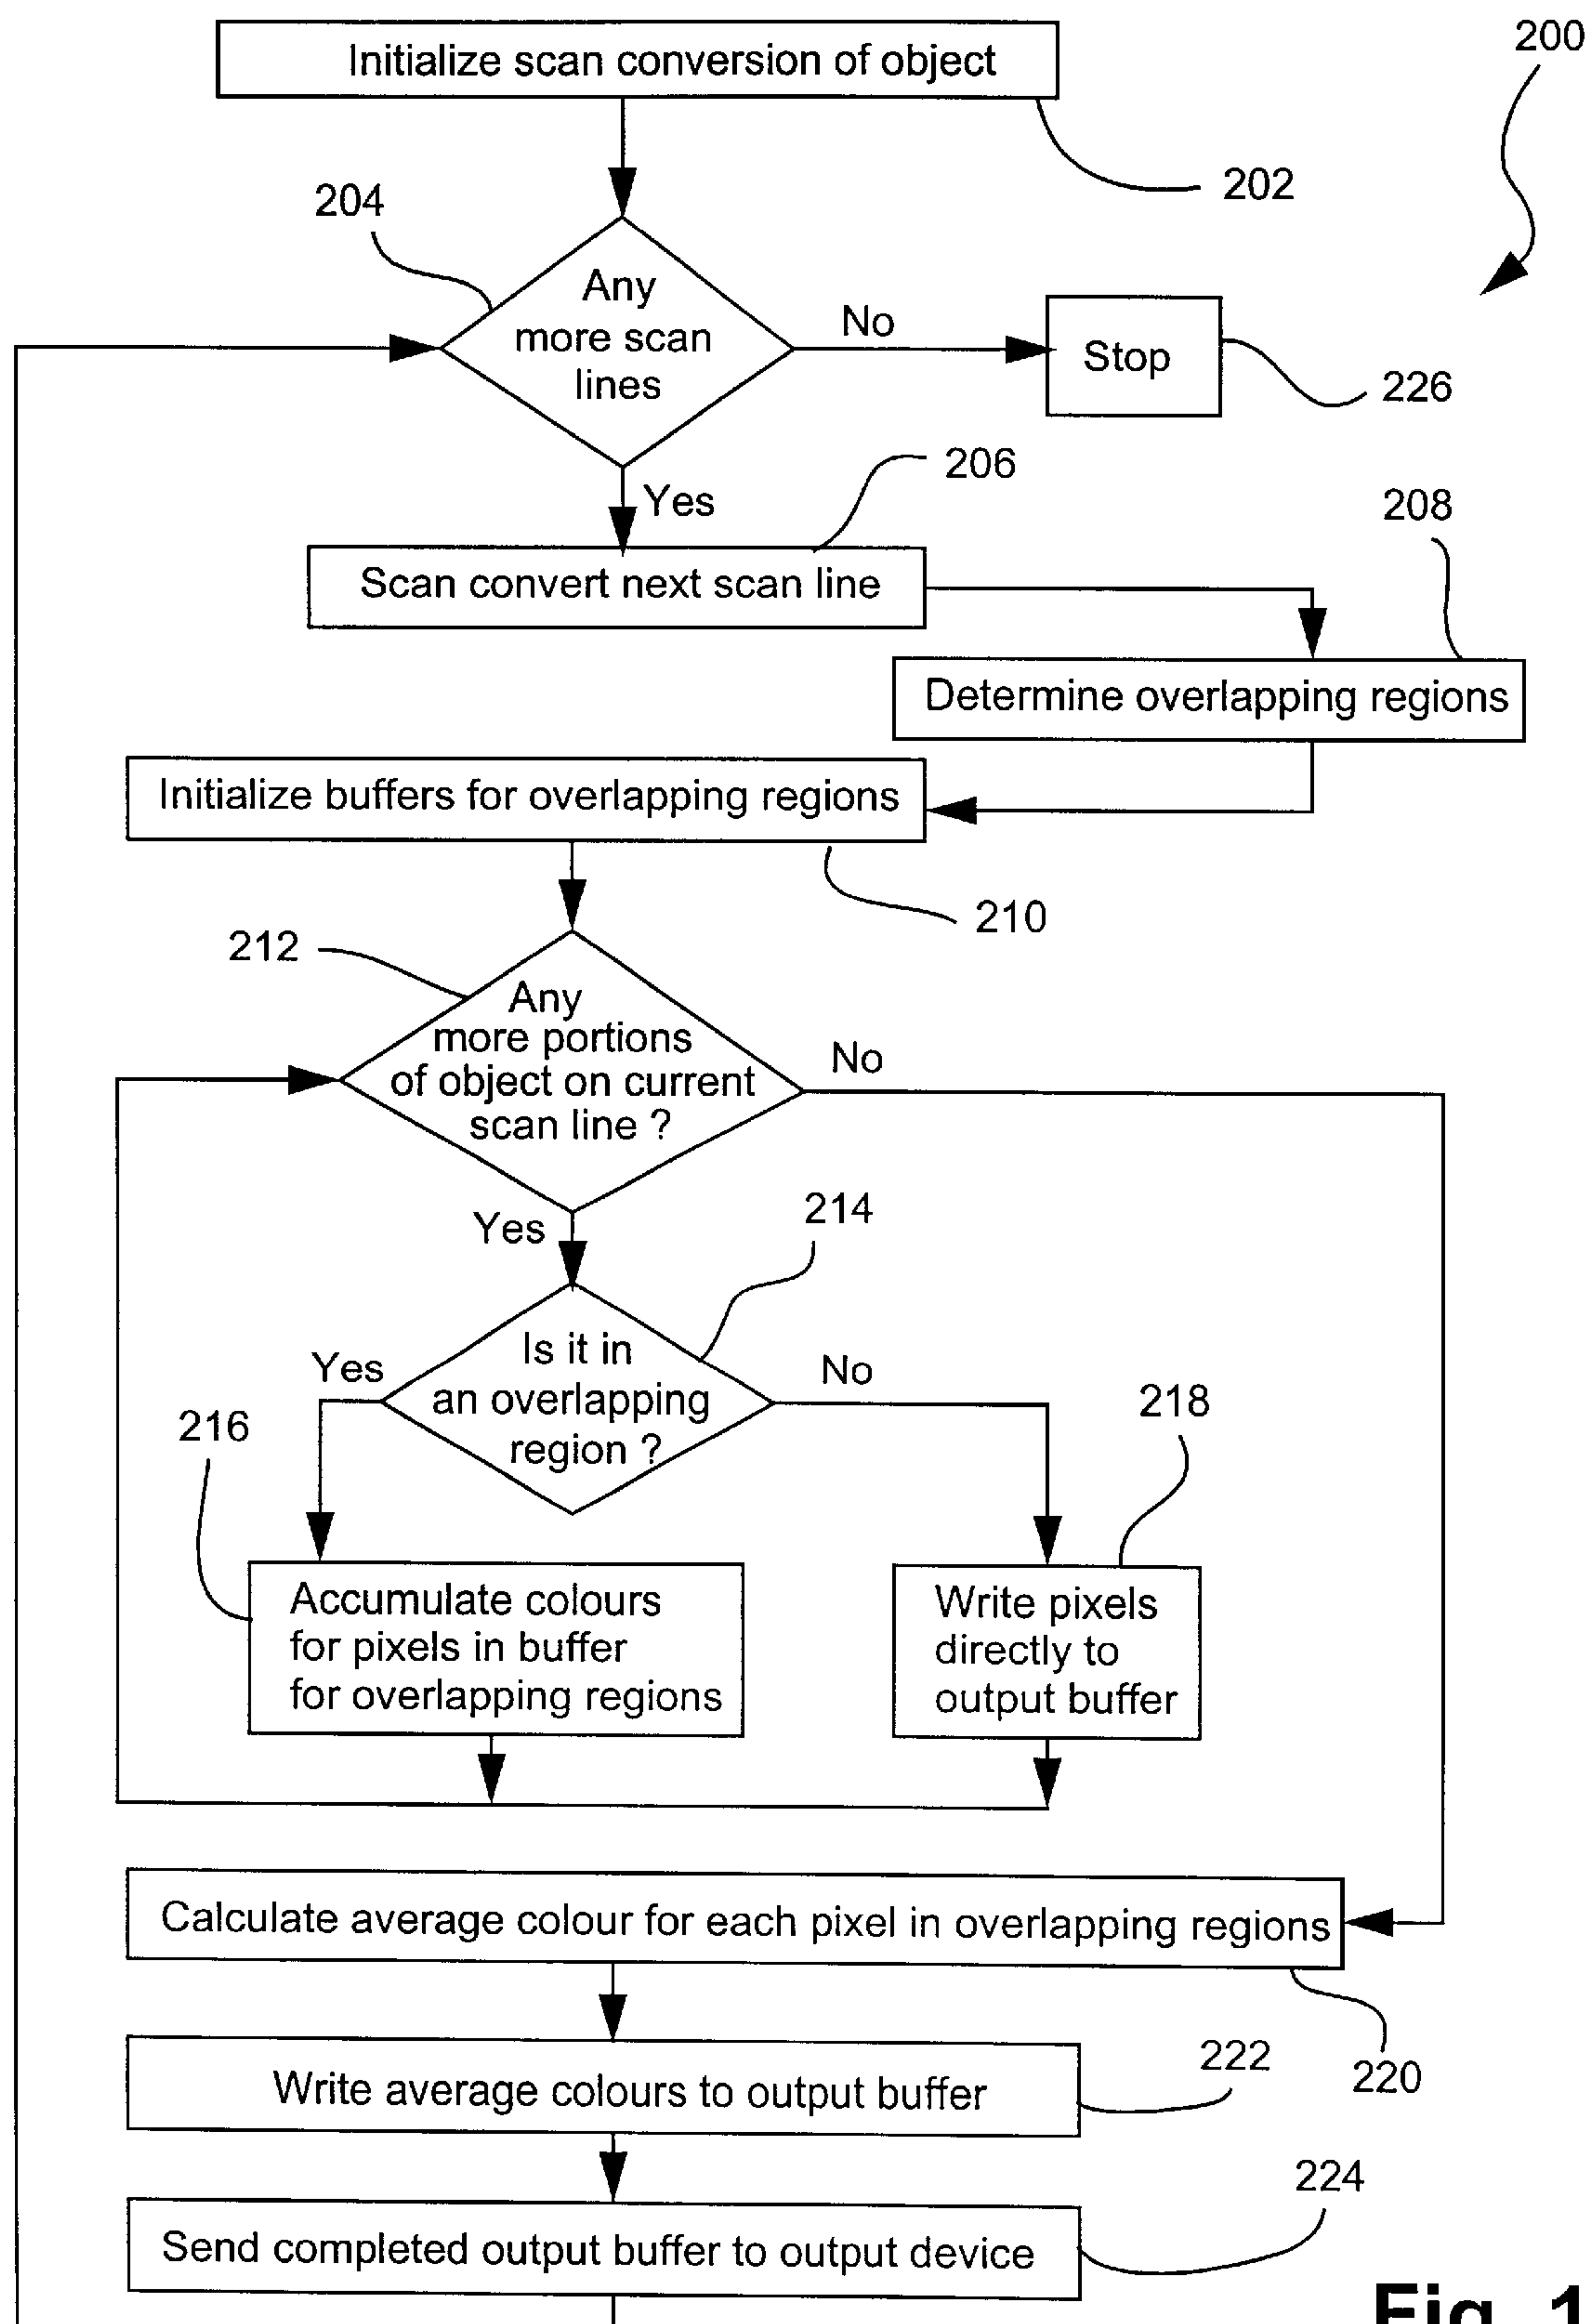 Initialize scan conversion of object
200
202
204
Any
more scan
lines
No
Stop
226
Yes
206
208
Scan convert next scan line
Determine overlapping regions
Initialize buffers for overlapping regions
210
212
Any
more portions
of object on current
scan line ?
No
Yes
214
Is it in
an overlapping
region ?
Yes
No
216
218
Accumulate colours
for pixels in buffer
for overlapping regions
Write pixels
directly to
output buffer
Calculate average colour for each pixel in overlapping regions
220
Write average colours to output buffer
222
224
Send completed output buffer to output device
Fig. 1